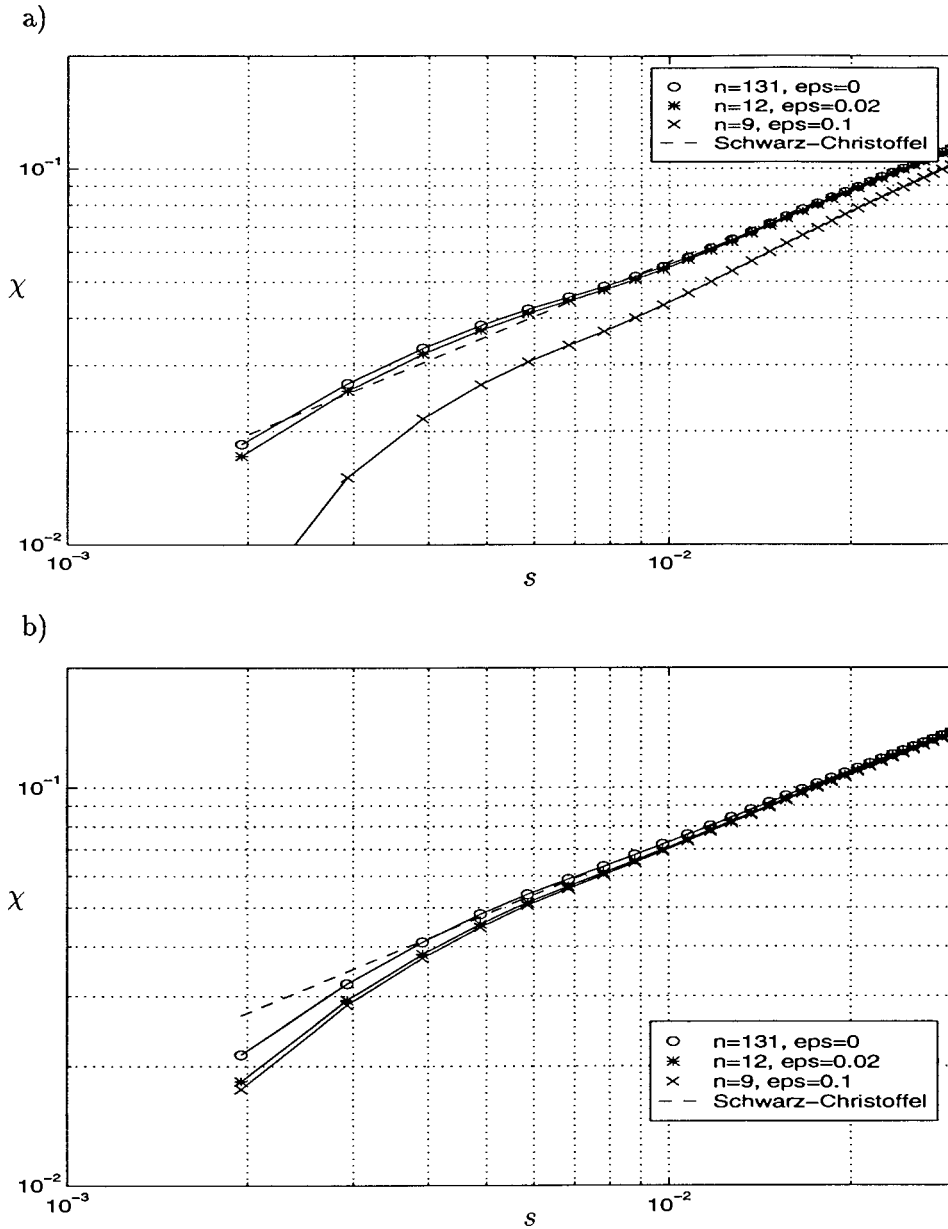 a)
n=131, eps=0
n=12, eps=0.02
n=9, eps=0.1
Schwarz–Christoffel
10⁻¹
χ
10⁻²
10⁻³
s
10⁻²
b)
10⁻¹
χ
n=131, eps=0
n=12, eps=0.02
n=9, eps=0.1
Schwarz–Christoffel
10⁻²
10⁻³
s
10⁻²